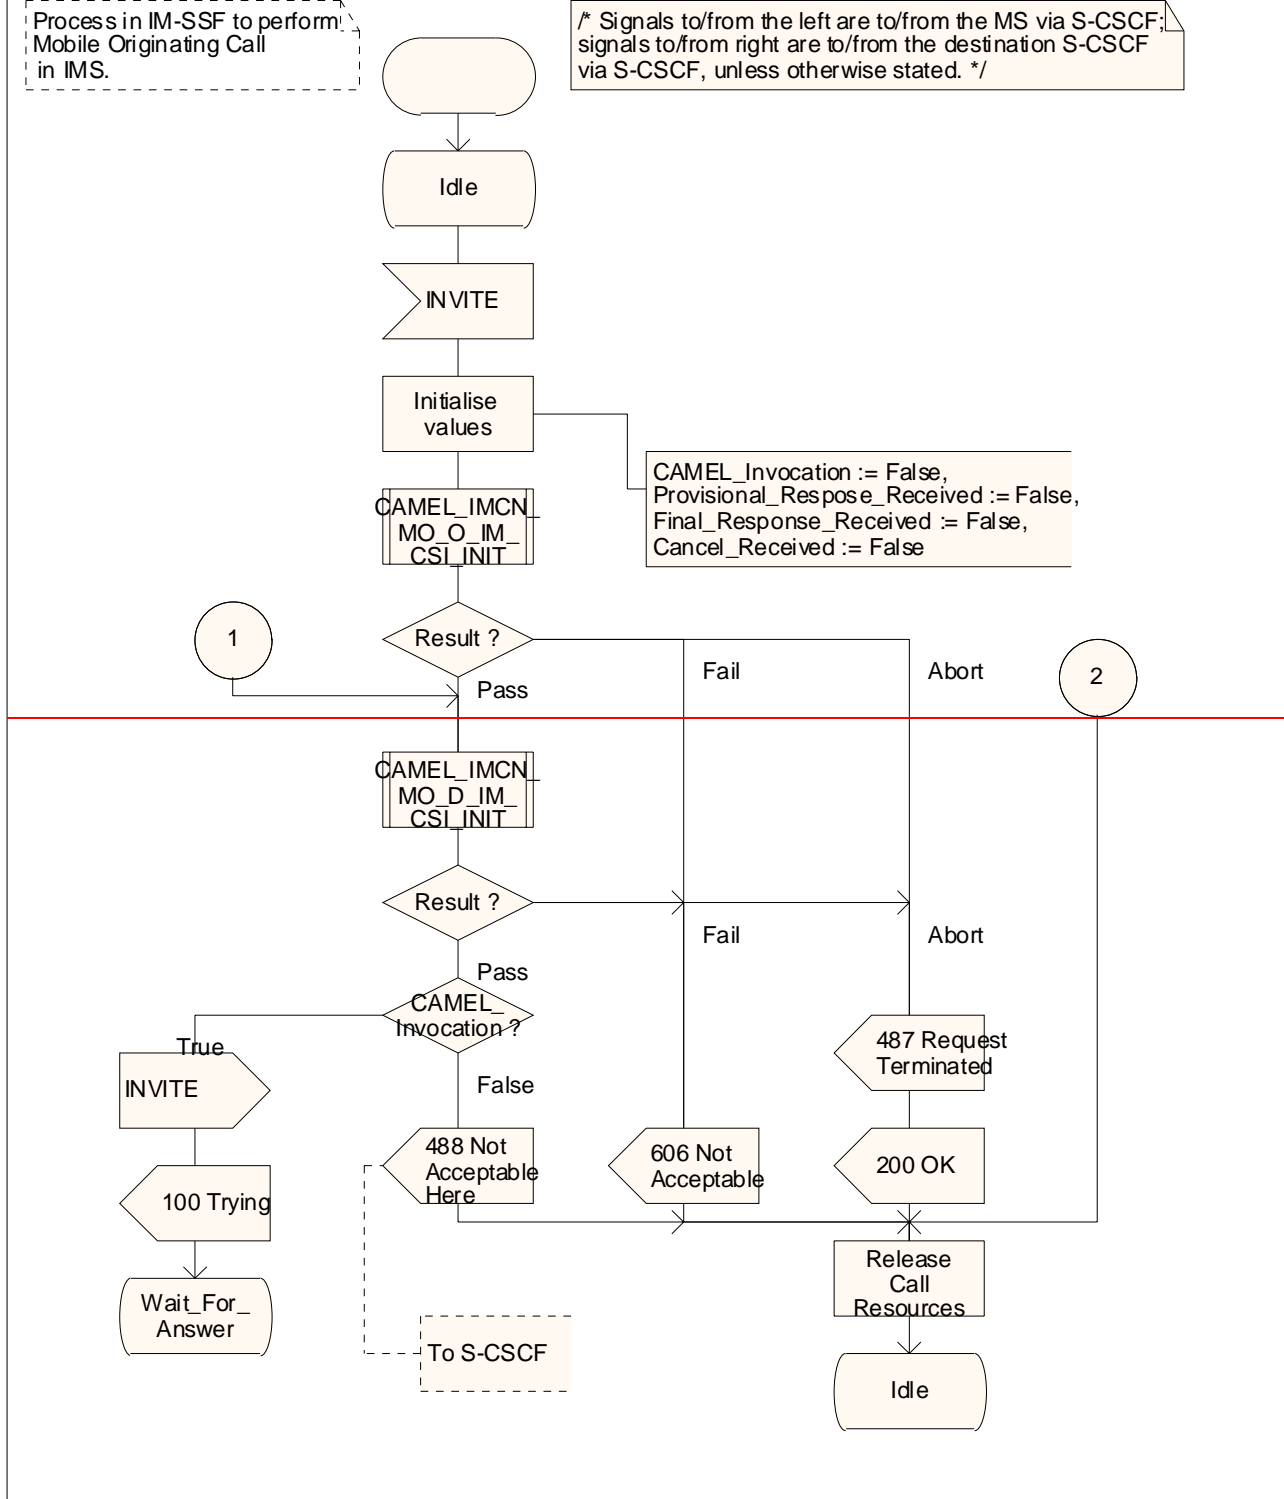 Process in IM-SSF to perform
Mobile Originating Call
in IMS.
/* Signals to/from the left are to/from the MS via S-CSCF;
signals to/from right are to/from the destination S-CSCF
via S-CSCF, unless otherwise stated. */
Idle
INVITE
Initialise
values
CAMEL_Invocation := False,
Provisional_Respose_Received := False,
Final_Response_Received := False,
Cancel_Received := False
CAMEL_IMCN_
MO_O_IM_
CSI_INIT
1
Result ?
Fail
Abort
2
Pass
CAMEL_IMCN_
MO_D_IM_
CSI_INIT
Result ?
Fail
Abort
Pass
CAMEL_
Invocation ?
True
False
INVITE
487 Request
Terminated
488 Not
Acceptable
Here
606 Not
Acceptable
200 OK
100 Trying
Release
Call
Resources
Wait_For_
Answer
To S-CSCF
Idle